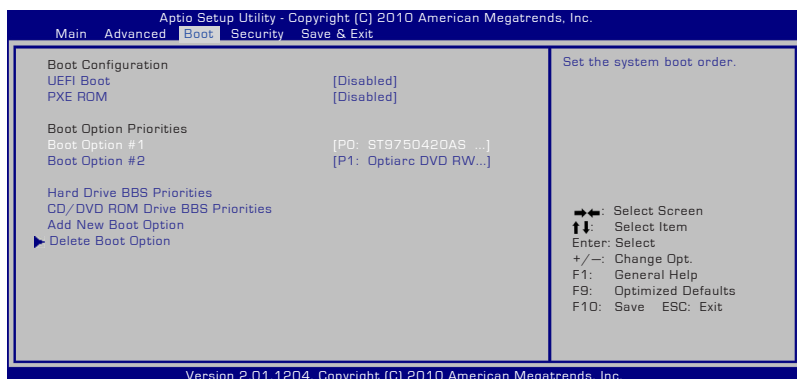 Aptio Setup Utility - Copyright (C) 2010 American Megatrends, Inc.
Main Advanced Boot Security Save & Exit
Boot Configuration
UEFI Boot [Disabled]
PXE ROM [Disabled]
Boot Option Priorities
Boot Option #1 [P0: ST9750420AS ...]
Boot Option #2 [P1: Optiarc DVD RW...]
Hard Drive BBS Priorities
CD/DVD ROM Drive BBS Priorities
Add New Boot Option
Delete Boot Option
Set the system boot order.
: Select Screen
: Select Item
Enter: Select
+/—: Change Opt.
F1: General Help
F9: Optimized Defaults
F10: Save ESC: Exit
Version 2.01.1204. Copyright (C) 2010 American Megatrends, Inc.